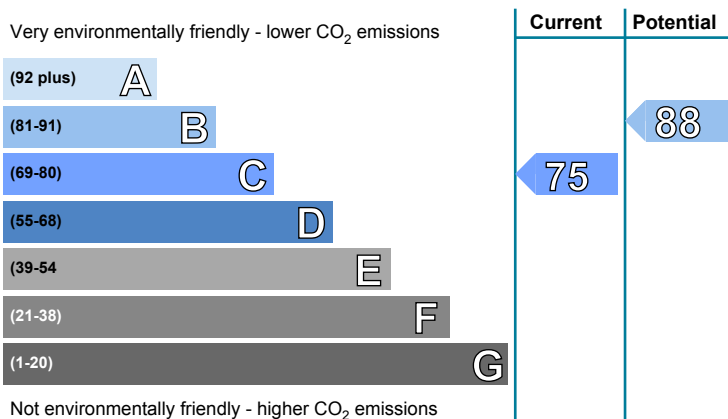 Current Potential
Very environmentally friendly - lower CO2 emissions
(92 plus) A
(81-91) B 88
(69-80) C 75
(55-68) D
(39-54 E
(21-38) F
(1-20) G
Not environmentally friendly - higher CO2 emissions